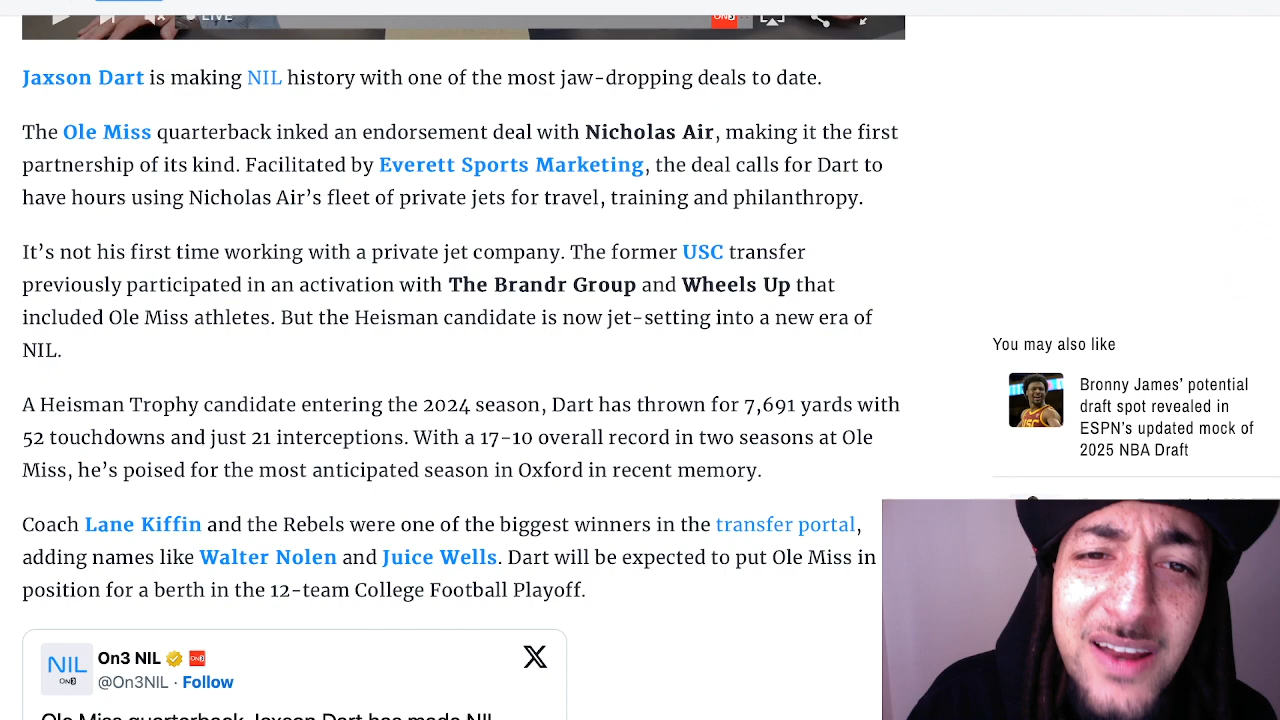 LIVE
ON3
Jaxson Dart is making NIL history with one of the most jaw-dropping deals to date.
The Ole Miss quarterback inked an endorsement deal with Nicholas Air, making it the first
partnership of its kind. Facilitated by Everett Sports Marketing, the deal calls for Dart to
have hours using Nicholas Air’s fleet of private jets for travel, training and philanthropy.
It’s not his first time working with a private jet company. The former USC transfer
previously participated in an activation with The Brandr Group and Wheels Up that
included Ole Miss athletes. But the Heisman candidate is now jet-setting into a new era of
NIL.
A Heisman Trophy candidate entering the 2024 season, Dart has thrown for 7,691 yards with
52 touchdowns and just 21 interceptions. With a 17-10 overall record in two seasons at Ole
Miss, he’s poised for the most anticipated season in Oxford in recent memory.
Coach Lane Kiffin and the Rebels were one of the biggest winners in the transfer portal,
adding names like Walter Nolen and Juice Wells. Dart will be expected to put Ole Miss in
position for a berth in the 12-team College Football Playoff.
NIL
ON3
On3 NIL
@On3NIL · Follow
Ole Miss quarterback Jaxson Dart has made NIL
You may also like
Bronny James’ potential
draft spot revealed in
ESPN’s updated mock of
2025 NBA Draft